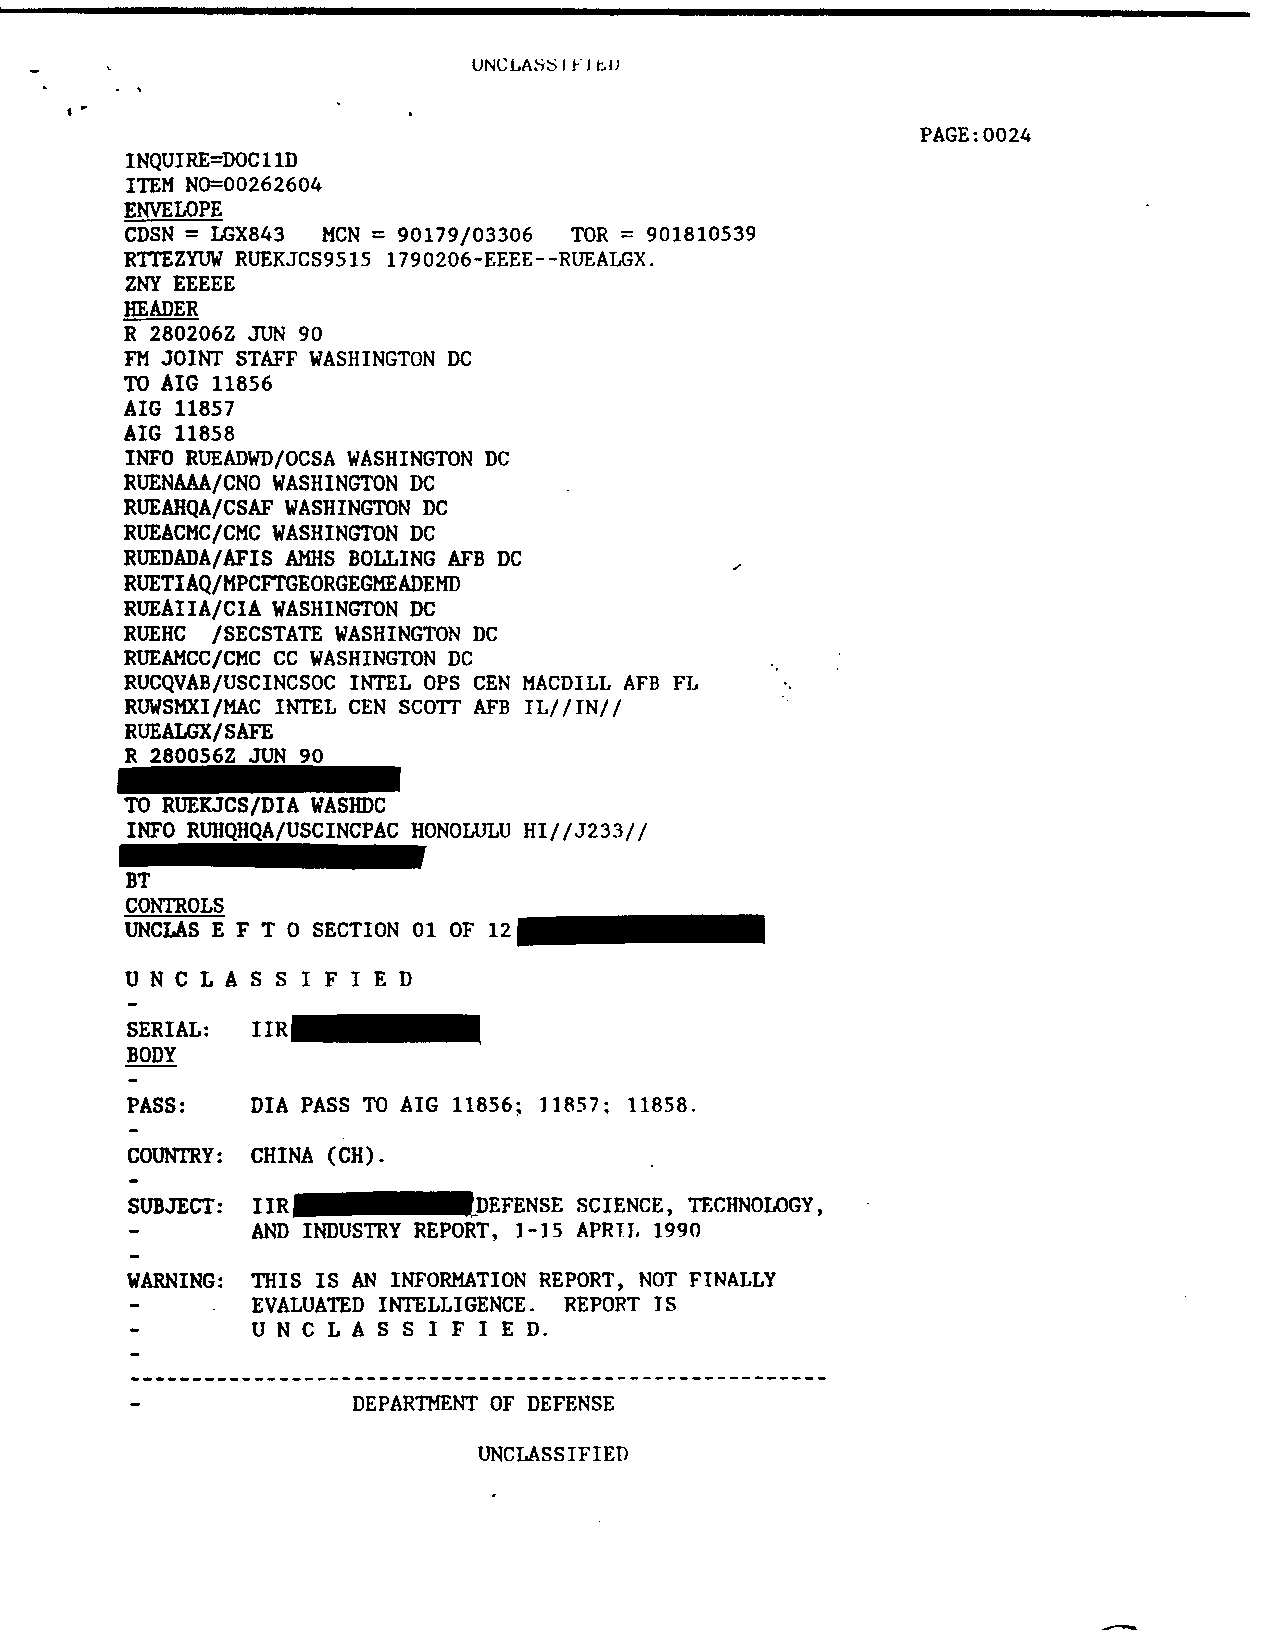 UNCLASSIFIED
PAGE:0024
INQUIRE=DOC11D
ITEM NO=00262604
ENVELOPE
CDSN = LGX843 MCN = 90179/03306 TOR = 901810539
RTTEZYUW RUEKJCS9515 1790206-EEEE--RUEALGX.
ZNY EEEEE
HEADER
R 280206Z JUN 90
FM JOINT STAFF WASHINGTON DC
TO AIG 11856
AIG 11857
AIG 11858
INFO RUEADWD/OCSA WASHINGTON DC
RUENAAA/CNO WASHINGTON DC
RUEAHQA/CSAF WASHINGTON DC
RUEACMC/CMC WASHINGTON DC
RUEDADA/AFIS AMHS BOLLING AFB DC
RUETIAQ/MPCFTGEORGEGMEADEMD
RUEAIIA/CIA WASHINGTON DC
RUEHC /SECSTATE WASHINGTON DC
RUEAMCC/CMC CC WASHINGTON DC
RUCQVAB/USCINCSOC INTEL OPS CEN MACDILL AFB FL
RUWSMXI/MAC INTEL CEN SCOTT AFB IL//IN//
RUEALGX/SAFE
R 280056Z JUN 90
TO RUEKJCS/DIA WASHDC
INFO RUHQHQA/USCINCPAC HONOLULU HI//J233//
BT
CONTROLS
UNCLAS E F T O SECTION 01 OF 12
U N C L A S S I F I E D
-
SERIAL: IIR
BODY
-
PASS: DIA PASS TO AIG 11856; 11857; 11858.
-
COUNTRY: CHINA (CH).
-
SUBJECT: IIR DEFENSE SCIENCE, TECHNOLOGY,
- AND INDUSTRY REPORT, 1-15 APRIL 1990
-
WARNING: THIS IS AN INFORMATION REPORT, NOT FINALLY
- EVALUATED INTELLIGENCE. REPORT IS
- U N C L A S S I F I E D.
-
--------------------------------------------------------
- DEPARTMENT OF DEFENSE
UNCLASSIFIED